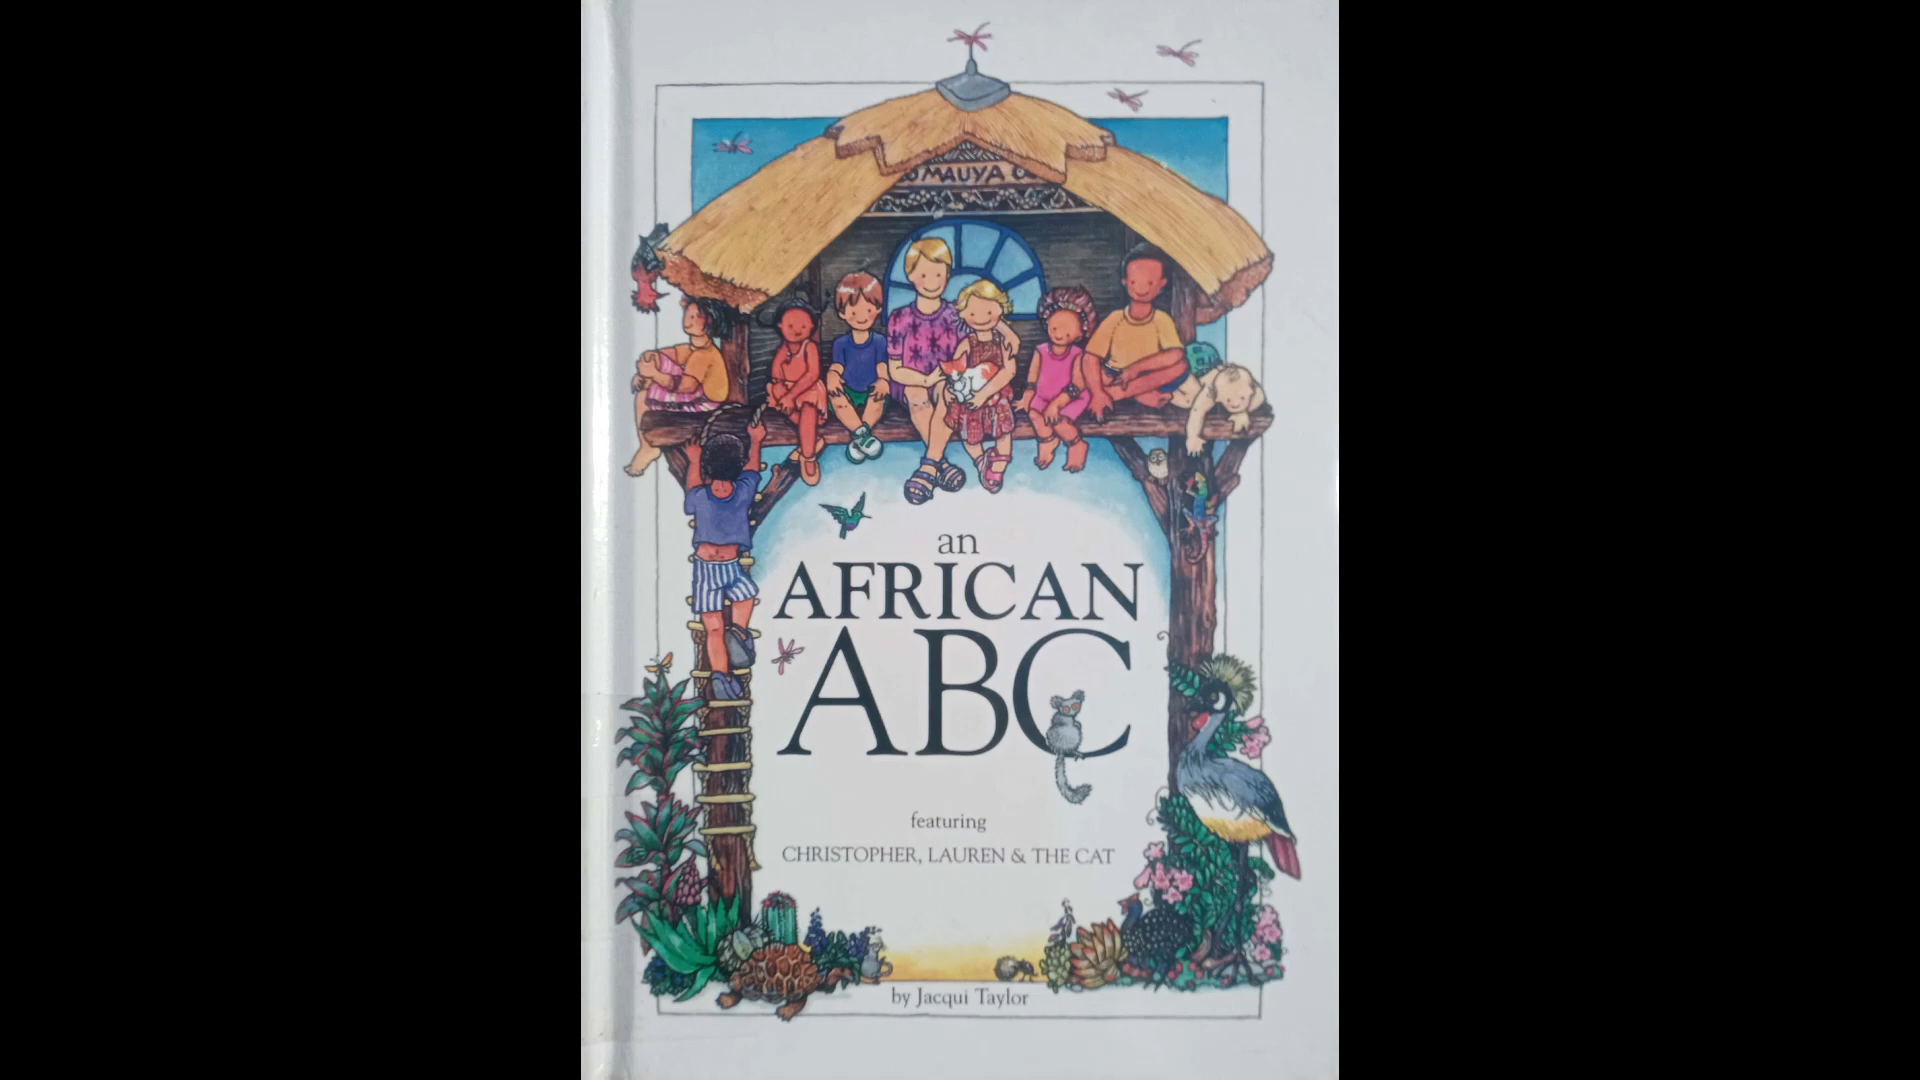 MAUYA
an
AFRICAN
ABC
featuring
CHRISTOPHER, LAUREN & THE CAT
by Jacqui Taylor